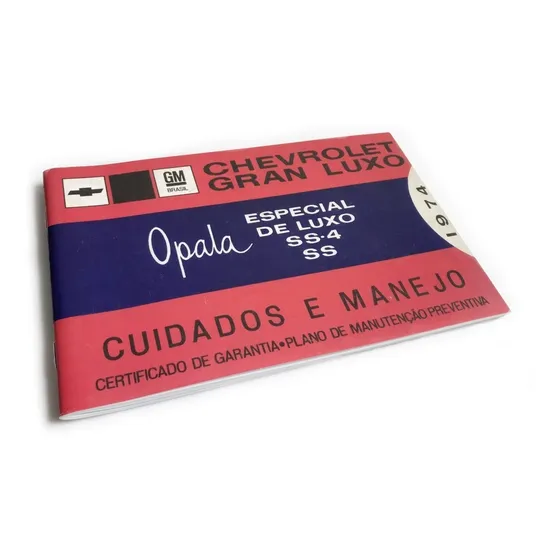 GM
BRASIL
CHEVROLET
GRAN LUXO
1974
Opala
ESPECIAL
DE LUXO
SS-4
SS
CUIDADOS E MANEJO
CERTIFICADO DE GARANTIA•PLANO DE MANUTENÇÃO PREVENTIVA